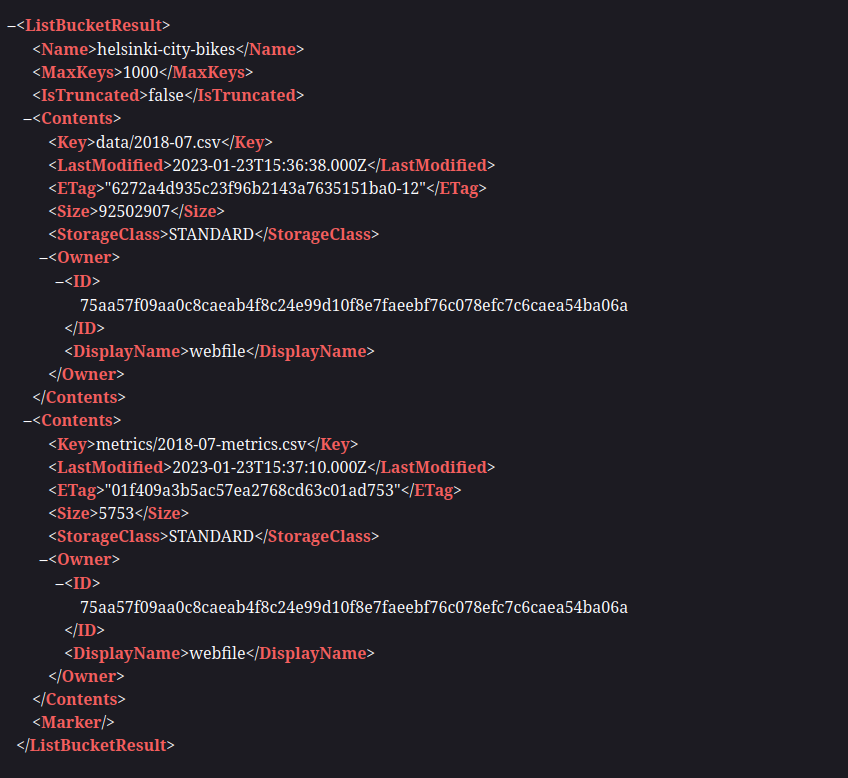 –<ListBucketResult>
<Name>helsinki-city-bikes</Name>
<MaxKeys>1000</MaxKeys>
<IsTruncated>false</IsTruncated>
–<Contents>
<Key>data/2018-07.csv</Key>
<LastModified>2023-01-23T15:36:38.000Z</LastModified>
<ETag>"6272a4d935c23f96b2143a7635151ba0-12"</ETag>
<Size>92502907</Size>
<StorageClass>STANDARD</StorageClass>
–<Owner>
–<ID>
75aa57f09aa0c8caeab4f8c24e99d10f8e7faeebf76c078efc7c6caea54ba06a
</ID>
<DisplayName>webfile</DisplayName>
</Owner>
</Contents>
–<Contents>
<Key>metrics/2018-07-metrics.csv</Key>
<LastModified>2023-01-23T15:37:10.000Z</LastModified>
<ETag>"01f409a3b5ac57ea2768cd63c01ad753"</ETag>
<Size>5753</Size>
<StorageClass>STANDARD</StorageClass>
–<Owner>
–<ID>
75aa57f09aa0c8caeab4f8c24e99d10f8e7faeebf76c078efc7c6caea54ba06a
</ID>
<DisplayName>webfile</DisplayName>
</Owner>
</Contents>
<Marker/>
</ListBucketResult>